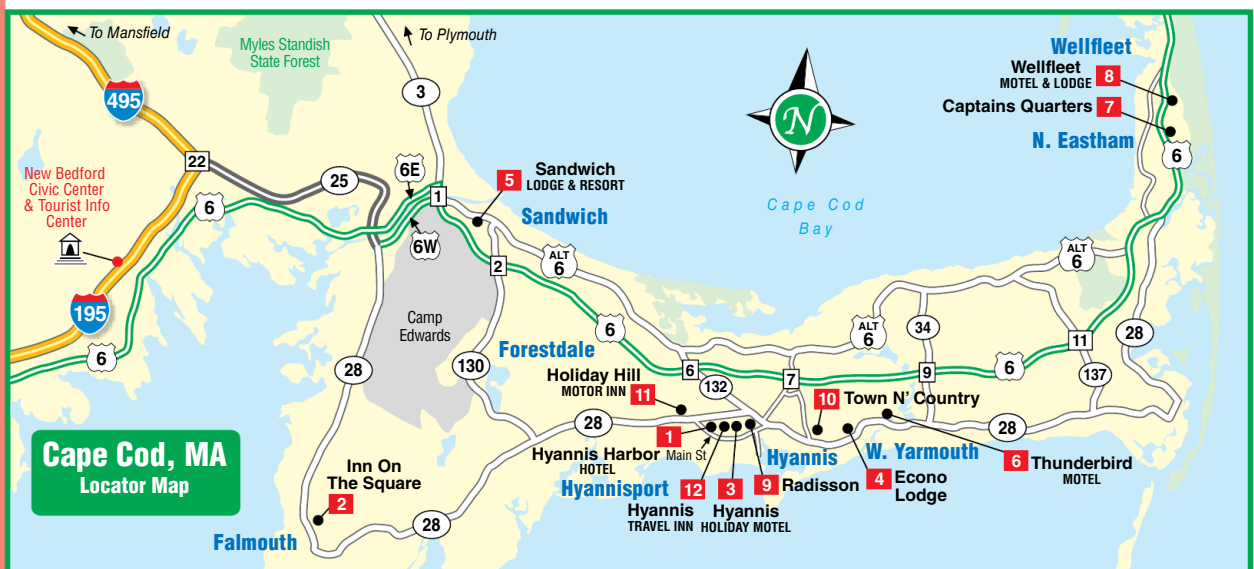 To Mansfield
To Plymouth
Myles Standish
State Forest
495
3
22
25
6E
1
6W
New Bedford
Civic Center
& Tourist Info
Center
6
195
6
5
Sandwich
LODGE & RESORT
Sandwich
2
ALT
6
Camp
Edwards
N
Cape Cod
Bay
Wellfleet
Wellfleet
MOTEL & LODGE
8
Captains Quarters
7
N. Eastham
6
ALT
6
ALT
6
34
28
11
6
6
Forestdale
130
28
Holiday Hill
MOTOR INN
11
6
132
7
9
6
137
10
Town N' Country
28
1
Hyannis Harbor
HOTEL
Main St
Hyannis
W. Yarmouth
28
6
Thunderbird
MOTEL
4
Econo
Lodge
Hyannisport
12
Hyannis
TRAVEL INN
3
Hyannis
HOLIDAY MOTEL
9
Radisson
Cape Cod, MA
Locator Map
Inn On
The Square
2
28
Falmouth